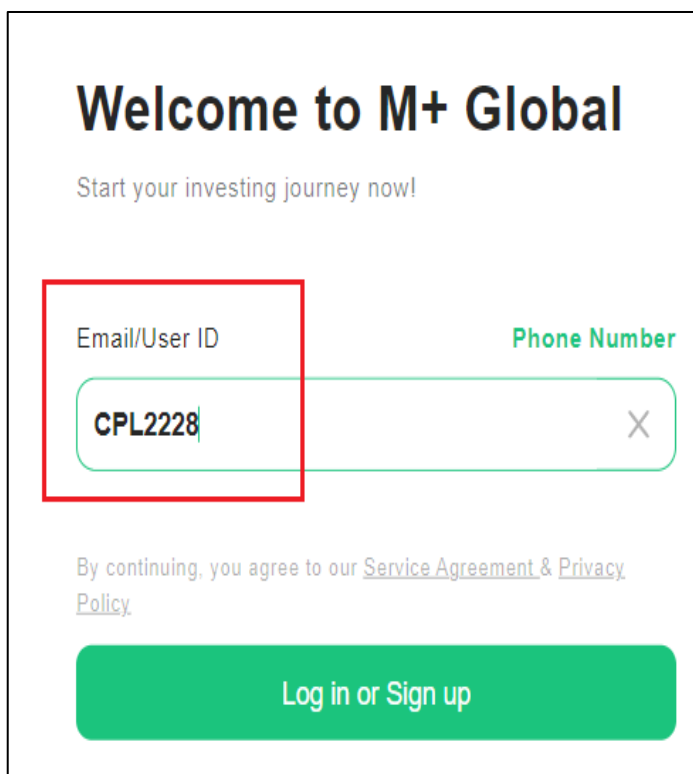 Welcome to M+ Global
Start your investing journey now!
Email/User ID
Phone Number
CPL2228
By continuing, you agree to our Service Agreement & Privacy
Policy
Log in or Sign up